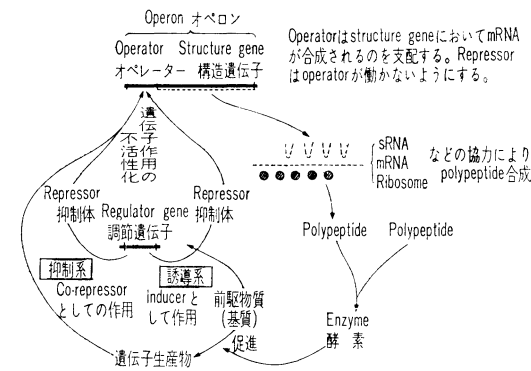 Operon オペロン
Operator Structure gene
オペレーター 構造遺伝子
Operatorはstructure geneにおいてmRNA
が合成されるのを支配する。Repressor
はoperatorが働かないようにする。
遺伝子作用の
不活性化
sRNA
mRNA
Ribosome
などの協力により
polypeptide合成
Repressor
抑制体
Regulator gene
調節遺伝子
Repressor
抑制体
Polypeptide Polypeptide
抑制系
Co-repressor
としての作用
誘導系
inducerと
して作用
前駆物質
(基質)
促進
Enzyme
酵素
遺伝子生産物